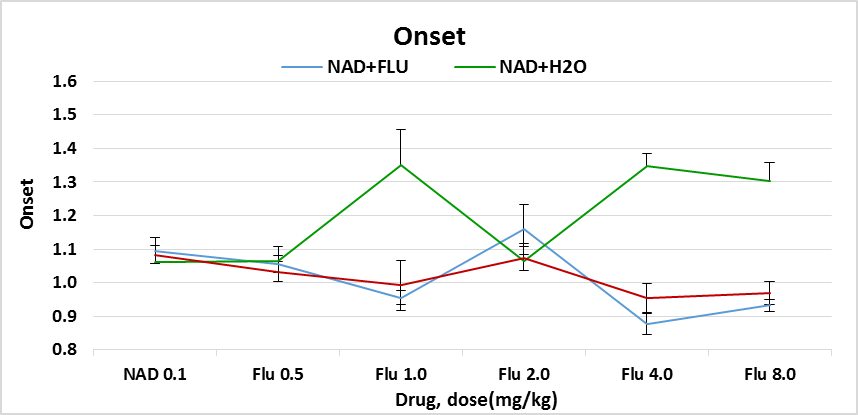 Onset
NAD+FLU NAD+H2O
1.6
1.5
1.4
1.3
1.2
1.1
1.0
0.9
0.8
Onset
NAD 0.1 Flu 0.5 Flu 1.0 Flu 2.0 Flu 4.0 Flu 8.0
Drug, dose(mg/kg)